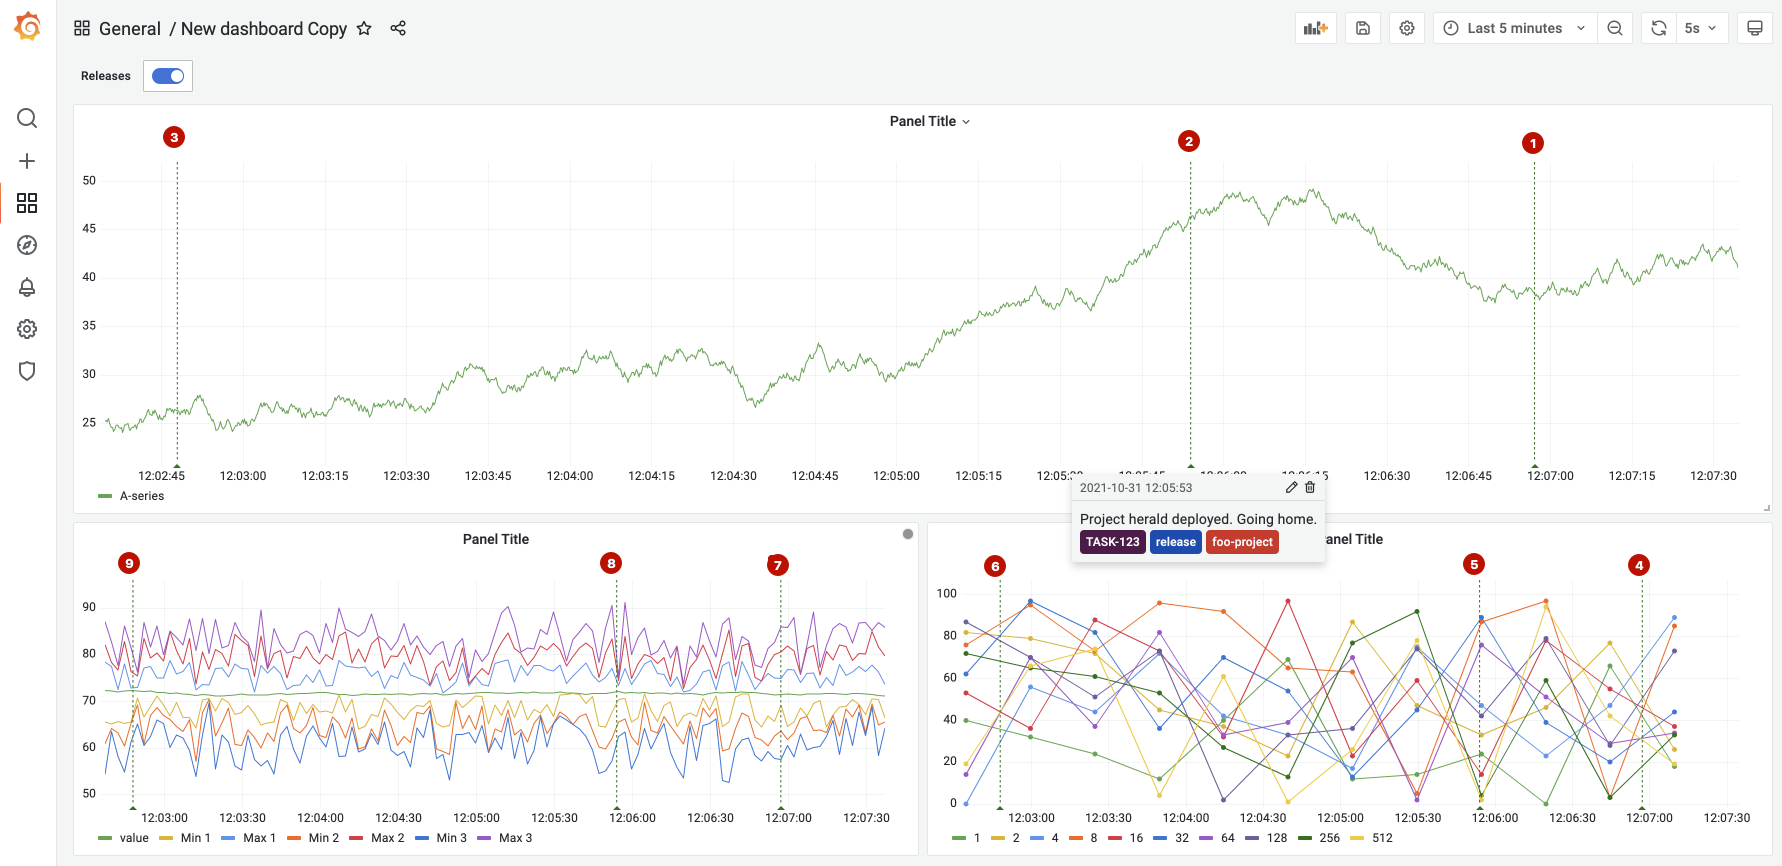 General / New dashboard Copy
Last 5 minutes
5s
Releases
Panel Title
3
2
1
50
45
40
35
30
25
12:02:45 12:03:00 12:03:15 12:03:30 12:03:45 12:04:00 12:04:15 12:04:30 12:04:45 12:05:00 12:05:15 12:05:30 12:05:45 12:06:00 12:06:15 12:06:30 12:06:45 12:07:00 12:07:15 12:07:30
A-series
2021-10-31 12:05:53
Project herald deployed. Going home.
TASK-123 release foo-project
Panel Title
9
8
7
90
80
70
60
50
12:03:00 12:03:30 12:04:00 12:04:30 12:05:00 12:05:30 12:06:00 12:06:30 12:07:00 12:07:30
value Min 1 Max 1 Min 2 Max 2 Min 3 Max 3
Panel Title
6
5
4
100
80
60
40
20
0
12:03:00 12:03:30 12:04:00 12:04:30 12:05:00 12:05:30 12:06:00 12:06:30 12:07:00 12:07:30
1 2 4 8 16 32 64 128 256 512